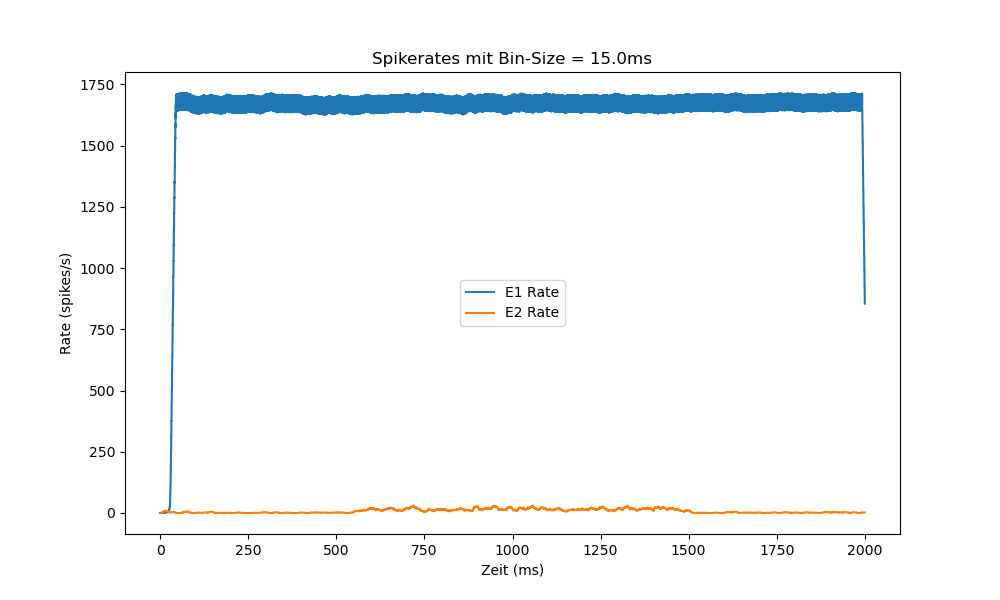 Spikerates mit Bin-Size = 15.0ms
Rate (spikes/s)
1750
1500
1250
1000
750
500
250
0
E1 Rate
E2 Rate
0 250 500 750 1000 1250 1500 1750 2000
Zeit (ms)